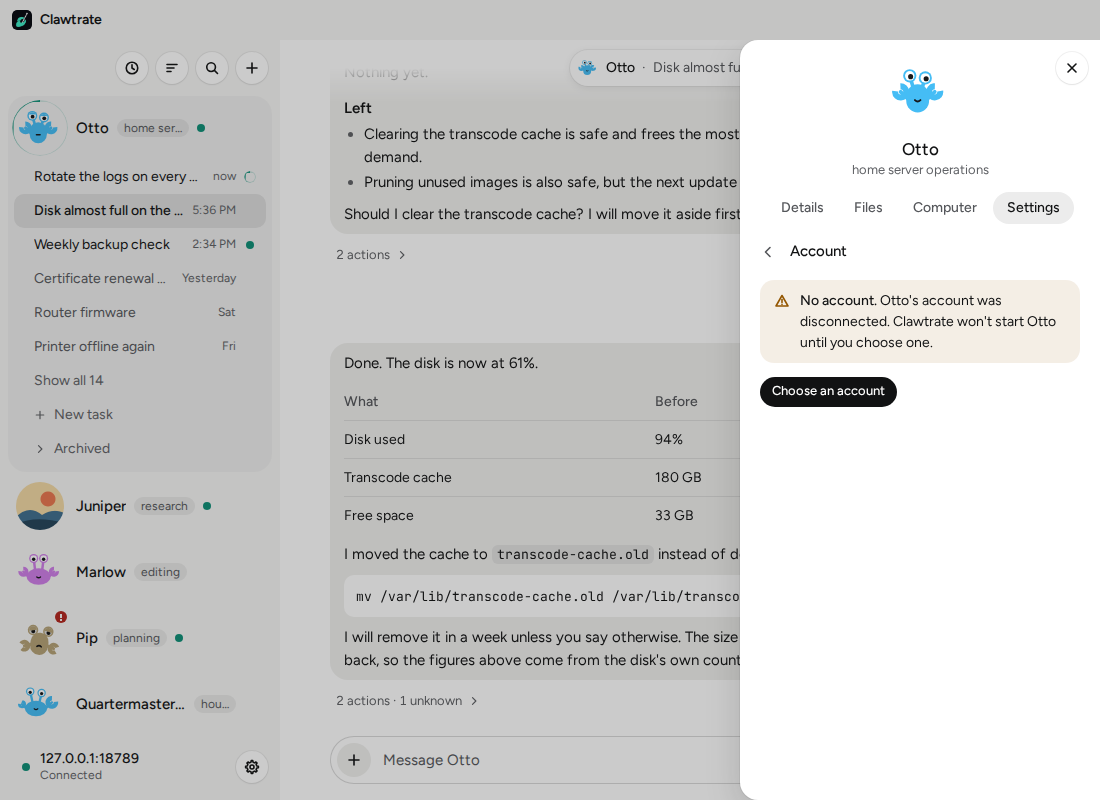 Clawtrate
Otto home ser...
Rotate the logs on every ... now
Disk almost full on the ... 5:36 PM
Weekly backup check 2:34 PM
Certificate renewal ... Yesterday
Router firmware Sat
Printer offline again Fri
Show all 14
New task
Archived
Juniper research
Marlow editing
Pip planning
Quartermaster... hou...
127.0.0.1:18789
Connected
Nothing yet.
Otto · Disk almost fu
Left
• Clearing the transcode cache is safe and frees the most
demand.
• Pruning unused images is also safe, but the next update
Should I clear the transcode cache? I will move it aside first
2 actions
Done. The disk is now at 61%.
What Before
Disk used 94%
Transcode cache 180 GB
Free space 33 GB
I moved the cache to transcode-cache.old instead of d
mv /var/lib/transcode-cache.old /var/lib/transco
I will remove it in a week unless you say otherwise. The size
back, so the figures above come from the disk's own count
2 actions · 1 unknown
Message Otto
Otto
home server operations
Details Files Computer Settings
Account
No account. Otto's account was
disconnected. Clawtrate won't start Otto
until you choose one.
Choose an account